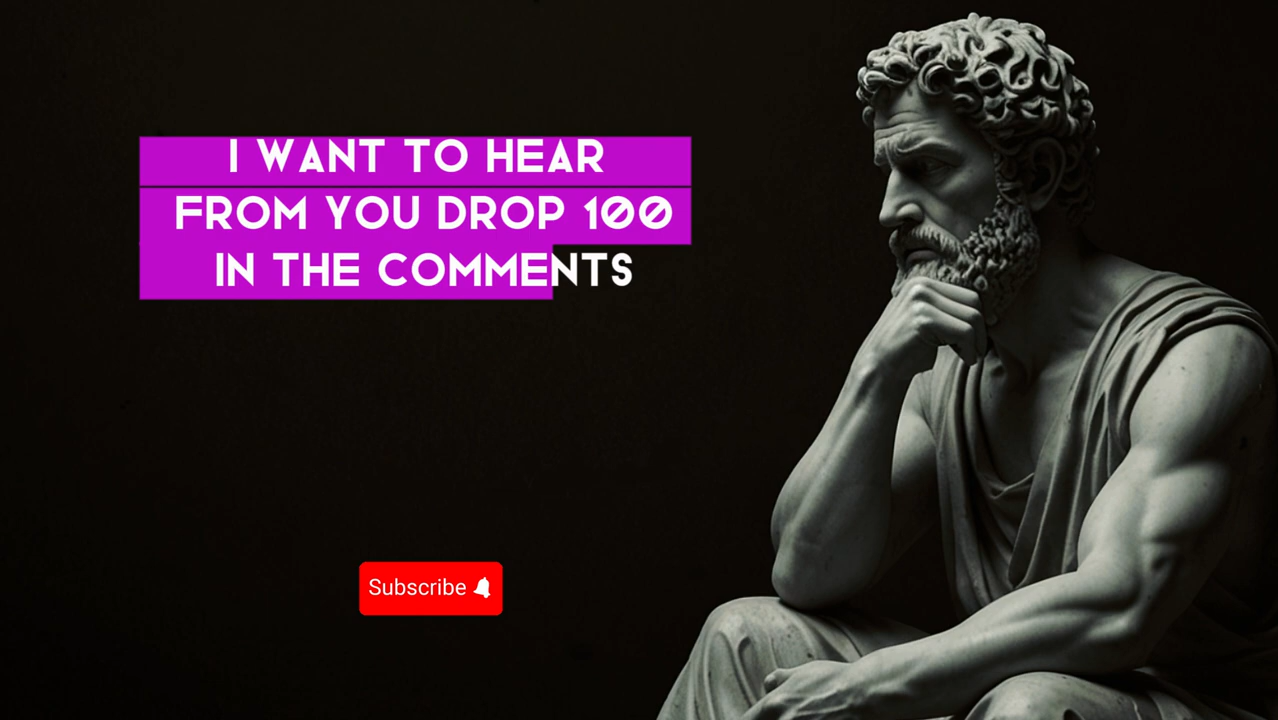 I WANT TO HEAR
FROM YOU DROP 100
IN THE COMMENTS
Subscribe